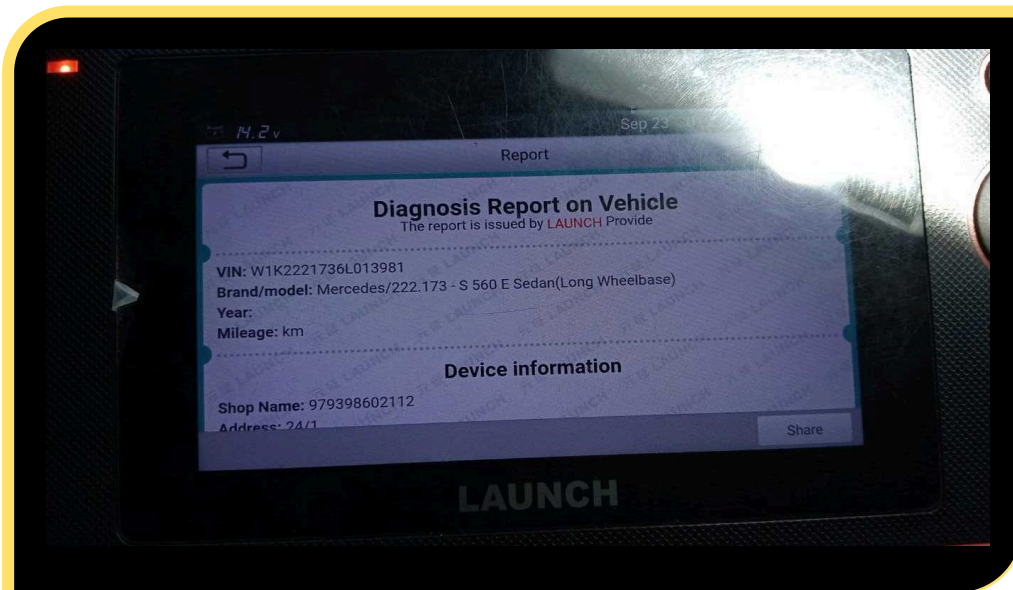 14.2 v
Sep 23
Report
Diagnosis Report on Vehicle
The report is issued by LAUNCH Provide
VIN: W1K2221736L013981
Brand/model: Mercedes/222.173 - S 560 E Sedan(Long Wheelbase)
Year:
Mileage: km
Device information
Shop Name: 979398602112
Address: 24/1
Share
LAUNCH